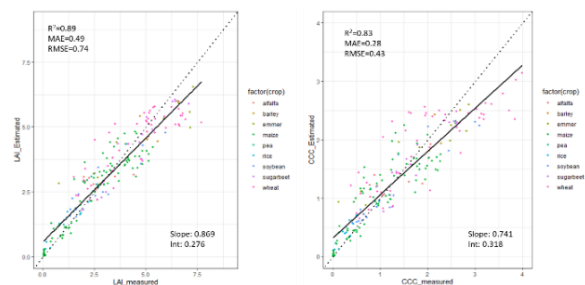 R²=0.89
MAE=0.49
RMSE=0.74
7.5
5.0
2.5
0.0
LAI_Estimated
0.0
2.5
5.0
7.5
LAI_measured
Slope: 0.869
Int: 0.276
factor(crop)
alfalfa
barley
emmer
maize
pea
rice
soybean
sugarbeet
wheat
R²=0.83
MAE=0.28
RMSE=0.43
4
3
2
1
0
CCC_Estimated
0
1
2
3
4
CCC_measured
Slope: 0.741
Int: 0.318
factor(crop)
alfalfa
barley
emmer
maize
pea
rice
soybean
sugarbeet
wheat